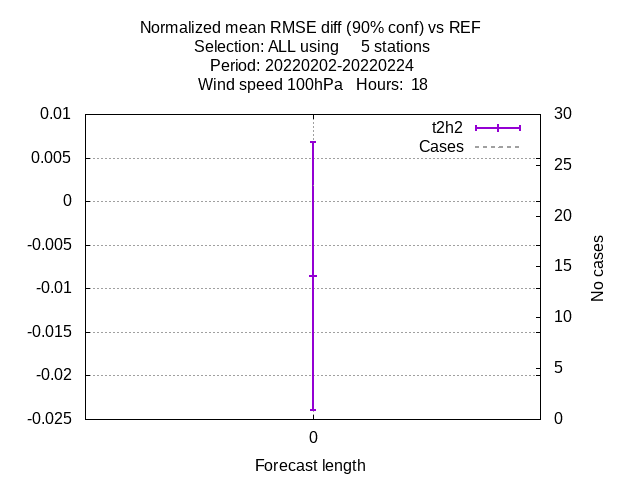 Normalized mean RMSE diff (90% conf) vs REF
Selection: ALL using     5 stations
Period: 20220202-20220224
Wind speed 100hPa   Hours:  18
0.01
0.005
0
-0.005
-0.01
-0.015
-0.02
-0.025
30
25
20
15
10
5
0
No cases
t2h2
Cases
0
Forecast length